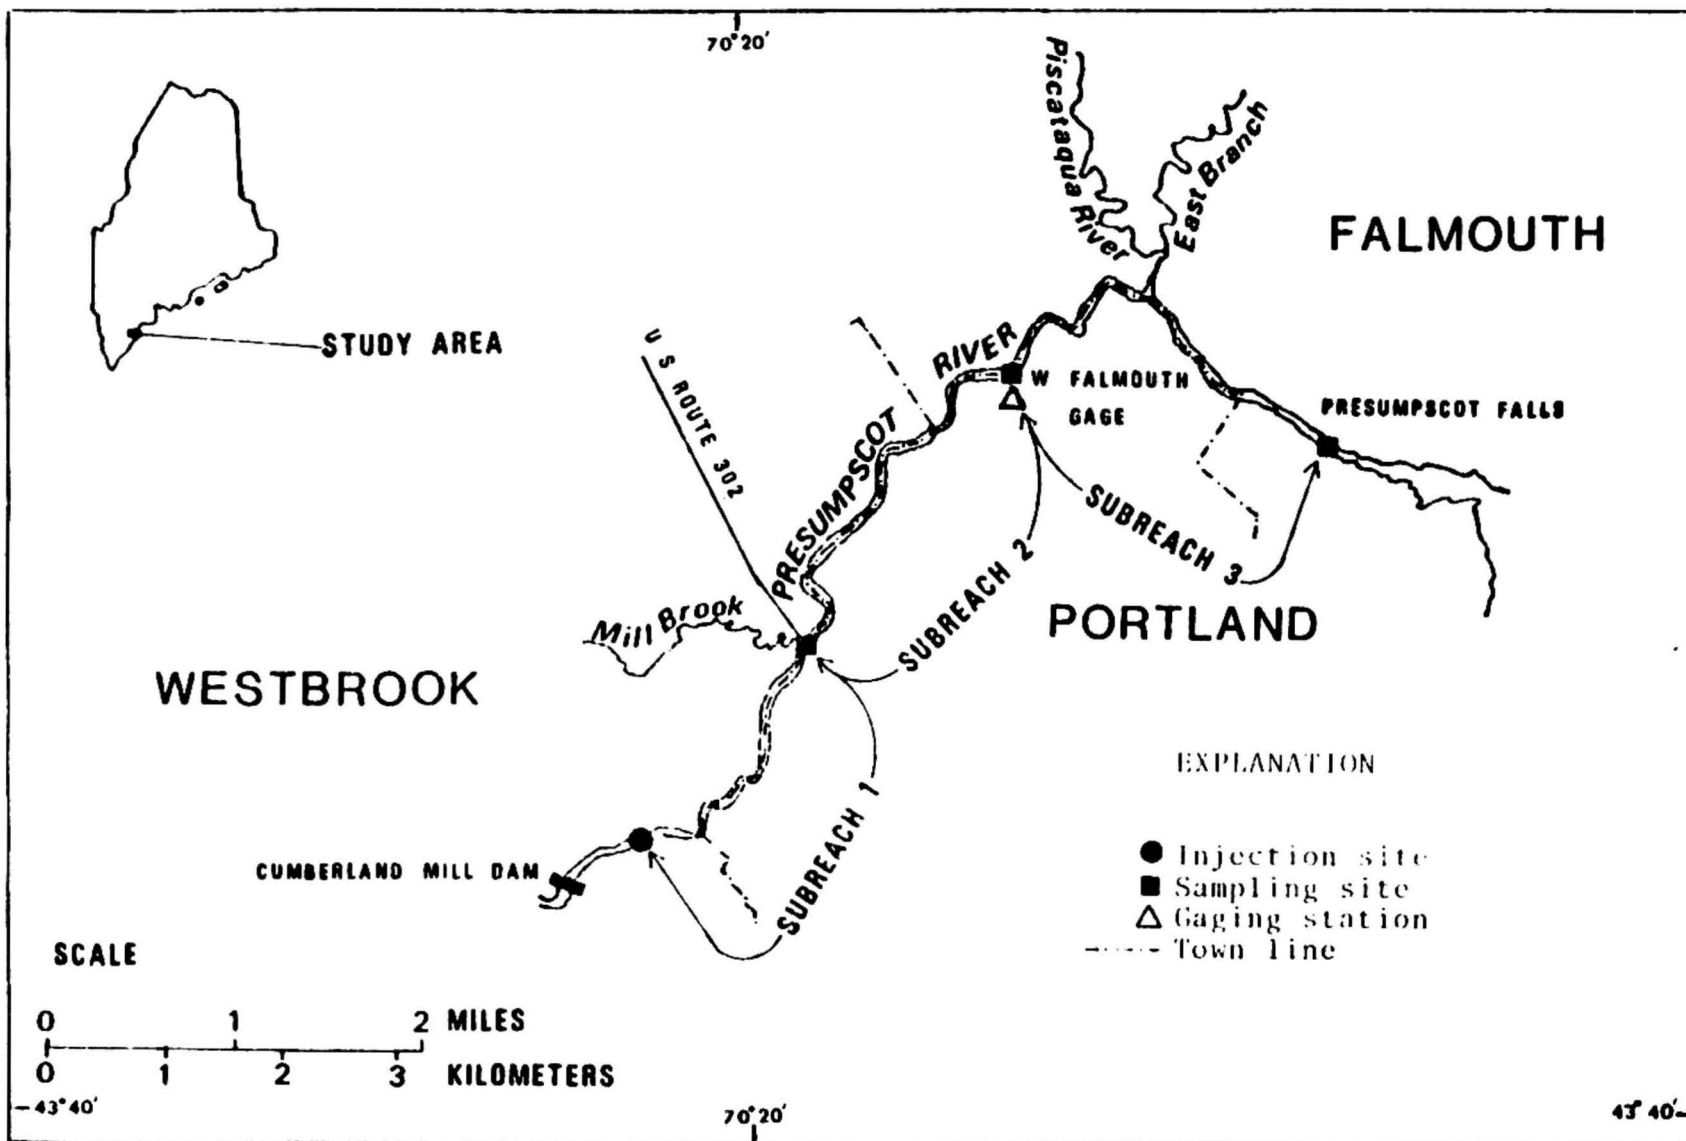 70°20'
Piscataqua River
East Branch
FALMOUTH
STUDY AREA
U S ROUTE 302
PRESUMPSCOT RIVER
W FALMOUTH
GAGE
PRESUMPSCOT FALLS
SUBREACH 3
SUBREACH 2
PORTLAND
Mill Brook
WESTBROOK
SUBREACH 1
CUMBERLAND MILL DAM
EXPLANATION
Injection site
Sampling site
Gaging station
Town line
SCALE
0 1 2 MILES
0 1 2 3 KILOMETERS
43°40'
70°20'
43°40'